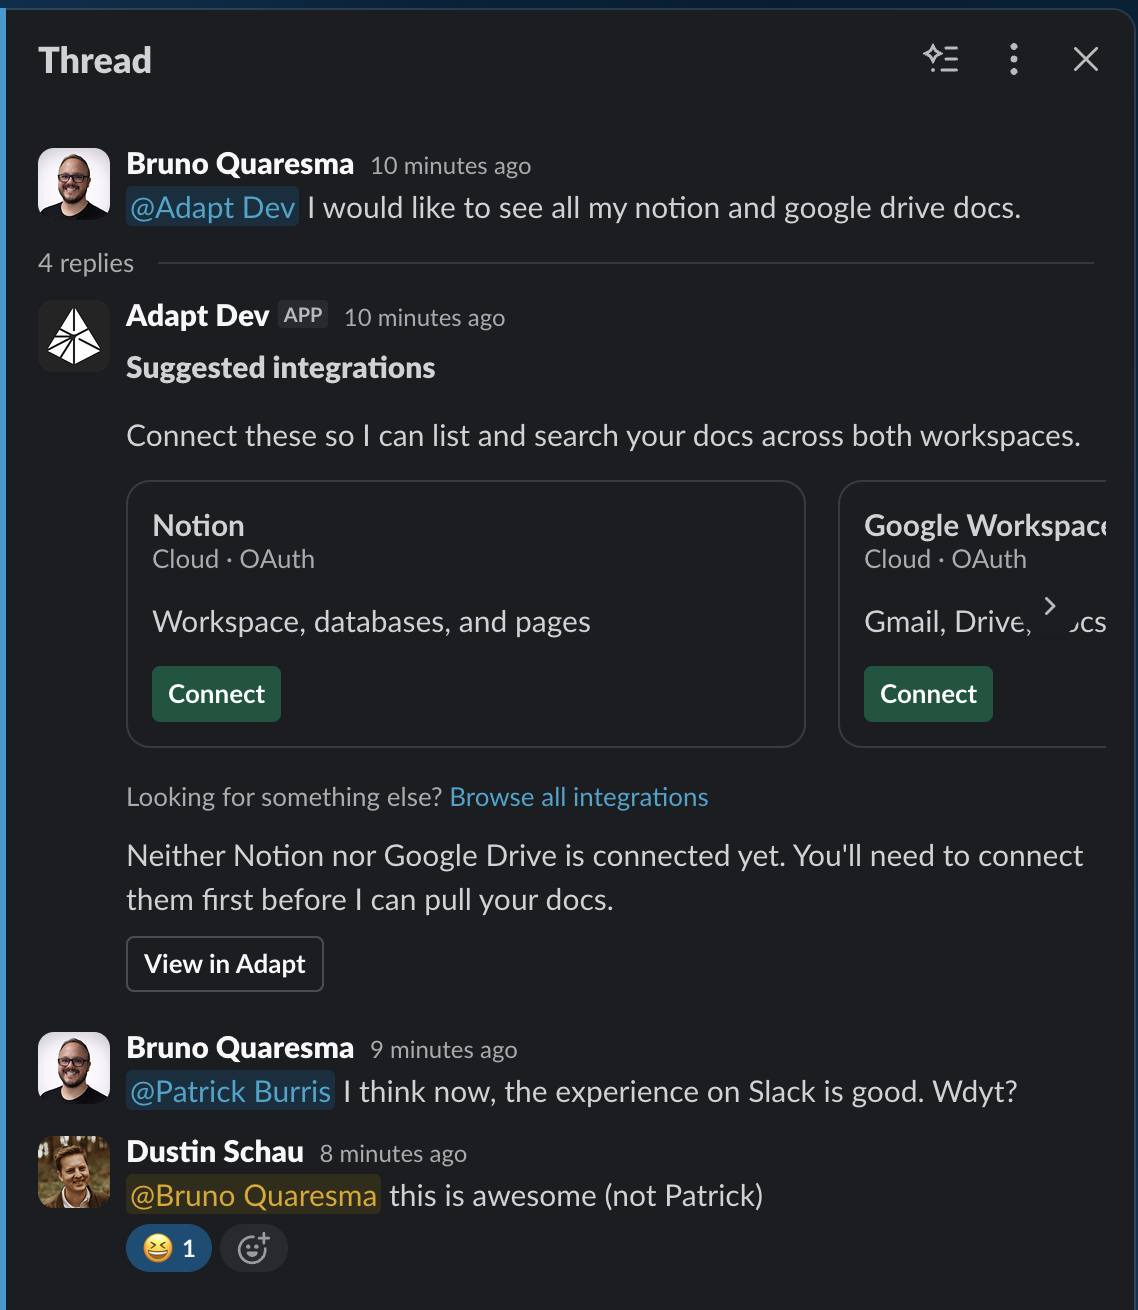 Thread
Bruno Quaresma 10 minutes ago
@Adapt Dev I would like to see all my notion and google drive docs.
4 replies
Adapt Dev APP 10 minutes ago
Suggested integrations
Connect these so I can list and search your docs across both workspaces.
Notion
Cloud · OAuth
Workspace, databases, and pages
Connect
Google Workspace
Cloud · OAuth
Gmail, Drive,
Connect
Looking for something else? Browse all integrations
Neither Notion nor Google Drive is connected yet. You'll need to connect
them first before I can pull your docs.
View in Adapt
Bruno Quaresma 9 minutes ago
@Patrick Burris I think now, the experience on Slack is good. Wdyt?
Dustin Schau 8 minutes ago
@Bruno Quaresma this is awesome (not Patrick)
1